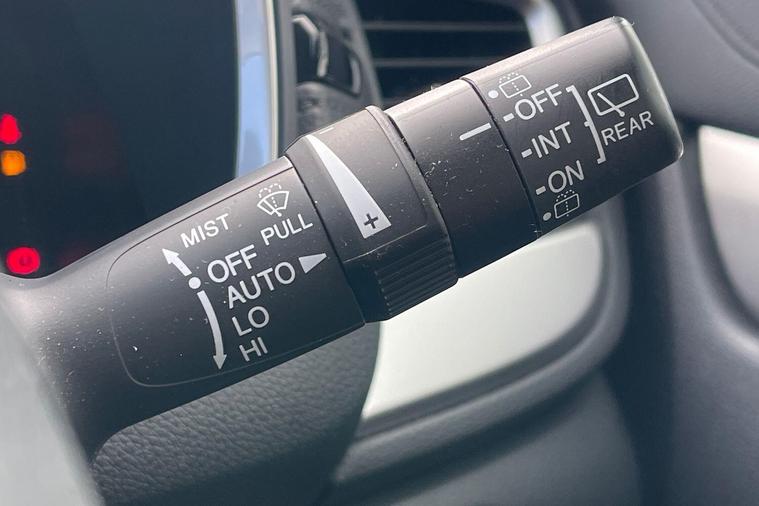 MIST
OFF
AUTO
LO
HI
PULL
+
OFF
INT
ON
REAR